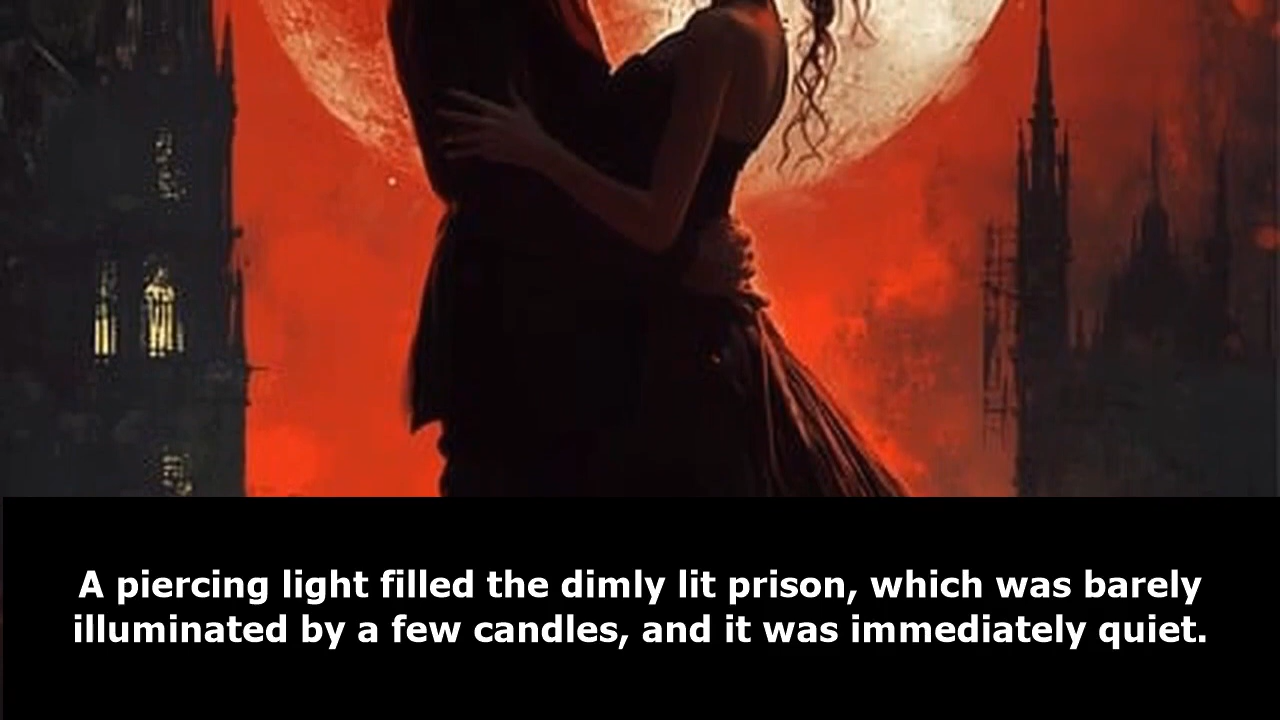 A piercing light filled the dimly lit prison, which was barely
illuminated by a few candles, and it was immediately quiet.